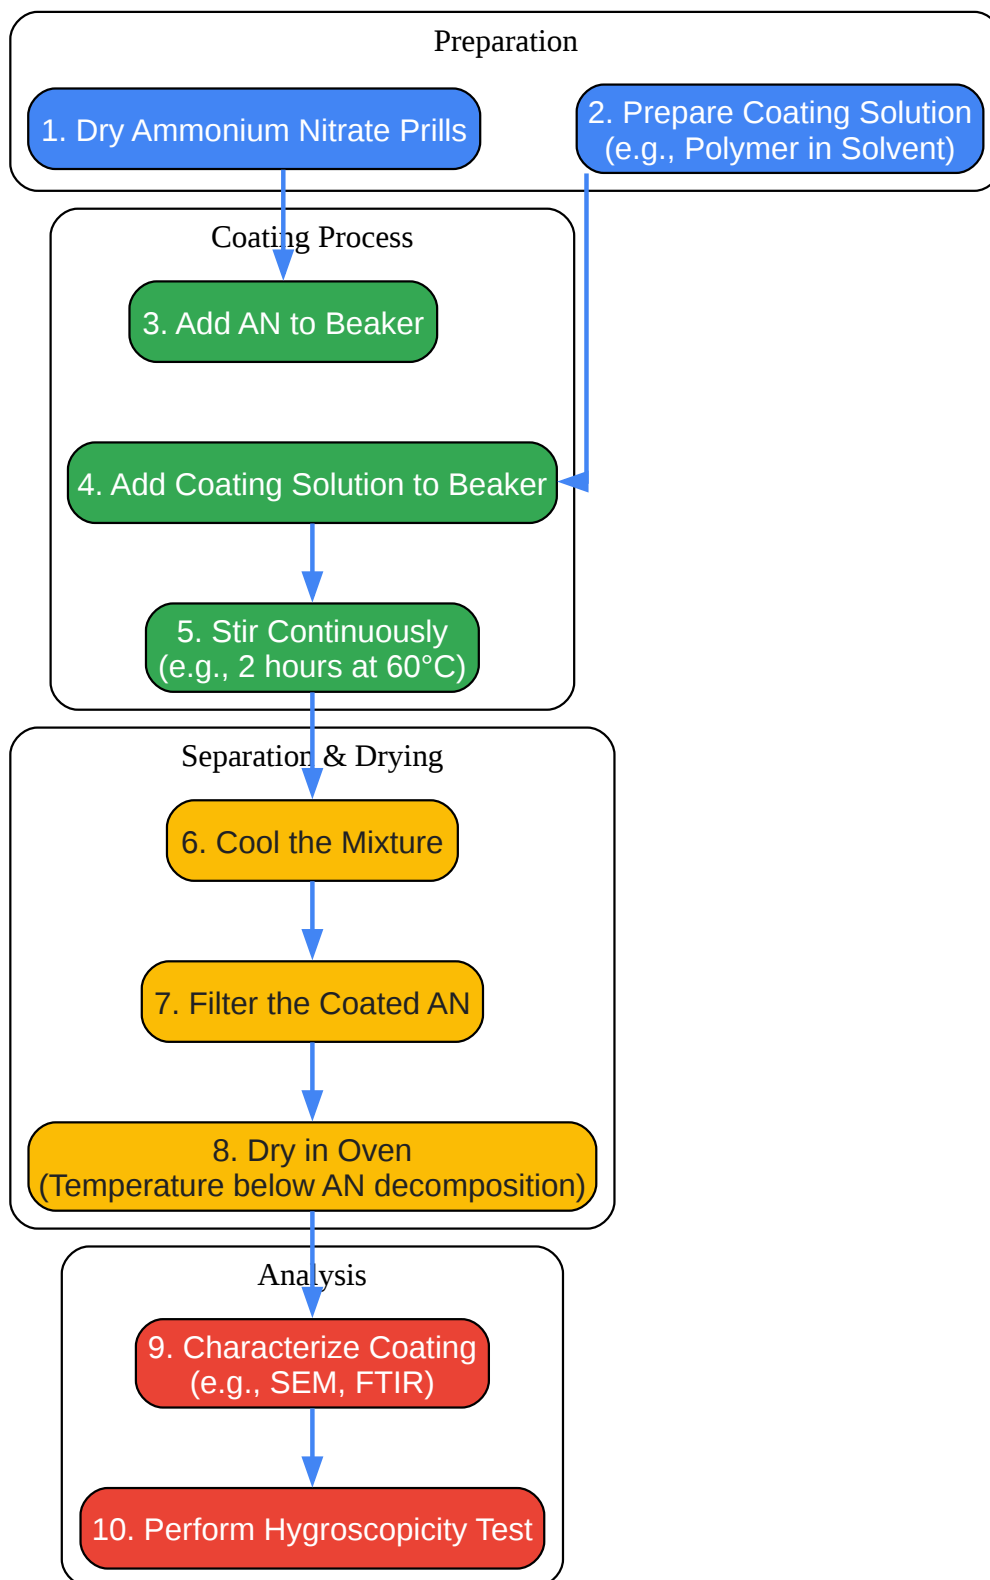 Preparation
1. Dry Ammonium Nitrate Prills
2. Prepare Coating Solution
(e.g., Polymer in Solvent)
Coating Process
3. Add AN to Beaker
4. Add Coating Solution to Beaker
5. Stir Continuously
(e.g., 2 hours at 60°C)
Separation & Drying
6. Cool the Mixture
7. Filter the Coated AN
8. Dry in Oven
(Temperature below AN decomposition)
Analysis
9. Characterize Coating
(e.g., SEM, FTIR)
10. Perform Hygroscopicity Test